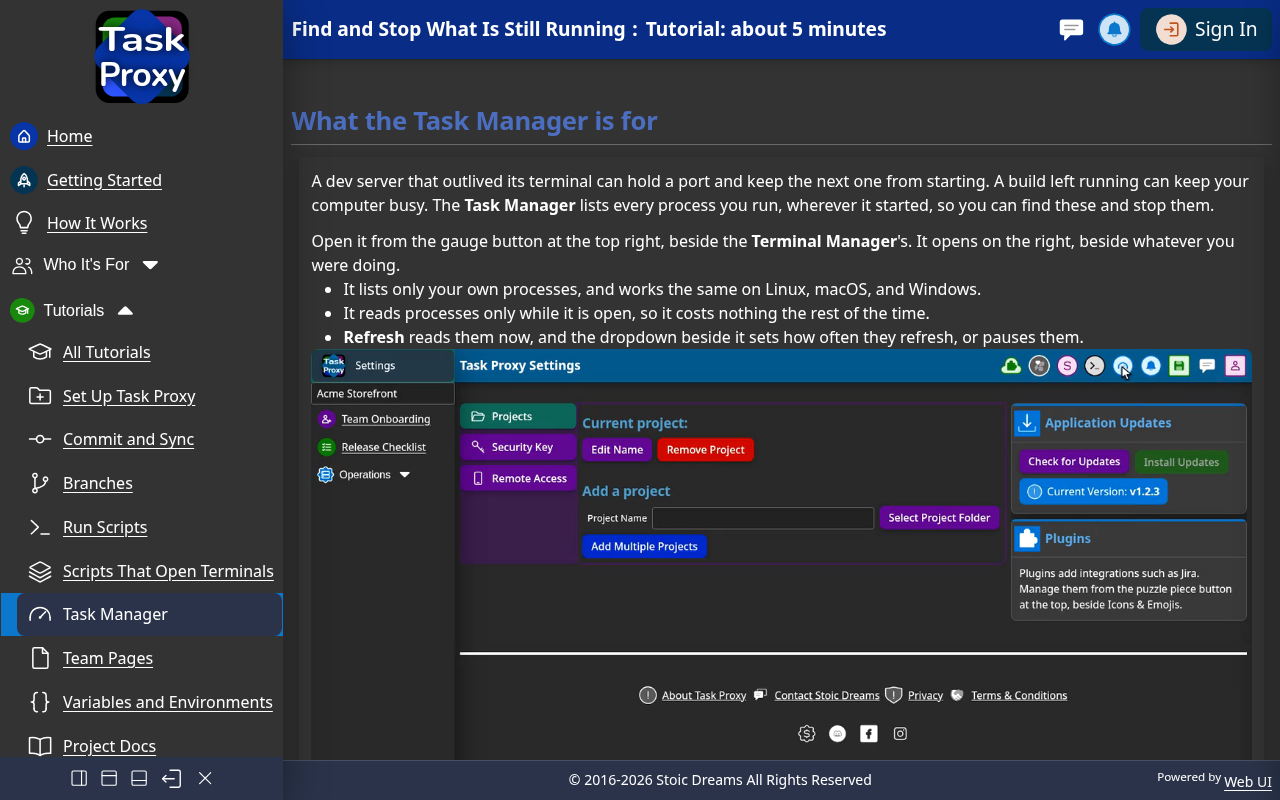 Task Proxy
Find and Stop What Is Still Running : Tutorial: about 5 minutes
Sign In
Home
Getting Started
How It Works
Who It's For
Tutorials
All Tutorials
Set Up Task Proxy
Commit and Sync
Branches
Run Scripts
Scripts That Open Terminals
Task Manager
Team Pages
Variables and Environments
Project Docs
What the Task Manager is for
A dev server that outlived its terminal can hold a port and keep the next one from starting. A build left running can keep your
computer busy. The Task Manager lists every process you run, wherever it started, so you can find these and stop them.
Open it from the gauge button at the top right, beside the Terminal Manager's. It opens on the right, beside whatever you
were doing.
It lists only your own processes, and works the same on Linux, macOS, and Windows.
It reads processes only while it is open, so it costs nothing the rest of the time.
Refresh reads them now, and the dropdown beside it sets how often they refresh, or pauses them.
Task Proxy
Settings
Task Proxy Settings
S
Acme Storefront
Team Onboarding
Release Checklist
Operations
Projects
Security Key
Remote Access
Current project:
Edit Name
Remove Project
Add a project
Project Name
Select Project Folder
Add Multiple Projects
Application Updates
Check for Updates
Install Updates
Current Version: v1.2.3
Plugins
Plugins add integrations such as Jira.
Manage them from the puzzle piece button
at the top, beside Icons & Emojis.
About Task Proxy
Contact Stoic Dreams
Privacy
Terms & Conditions
© 2016-2026 Stoic Dreams All Rights Reserved
Powered by Web UI